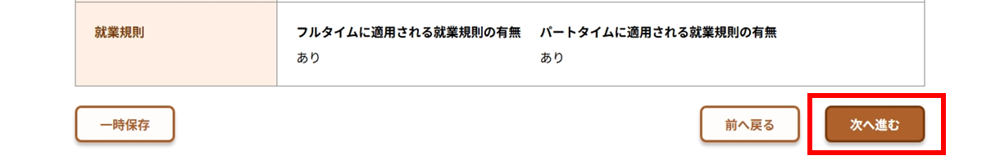 就業規則
フルタイムに適用される就業規則の有無 パートタイムに適用される就業規則の有無
あり あり
一時保存 前へ戻る 次へ進む